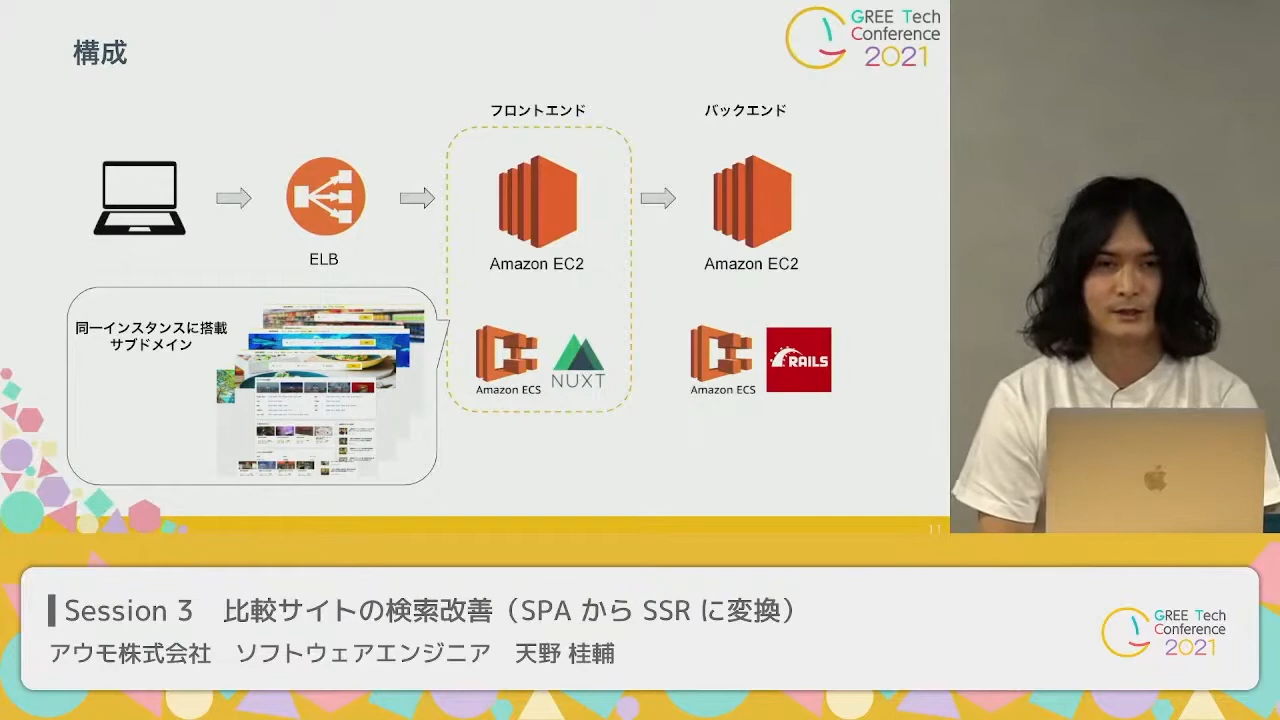 構成
GREE Tech
Conference
2021
フロントエンド
バックエンド
ELB
Amazon EC2
Amazon EC2
同一インスタンスに搭載
サブドメイン
Amazon ECS
NUXT
Amazon ECS
RAILS
11
Session 3 比較サイトの検索改善（SPA から SSR に変換）
アウモ株式会社 ソフトウェアエンジニア 天野 桂輔
GREE Tech
Conference
2021